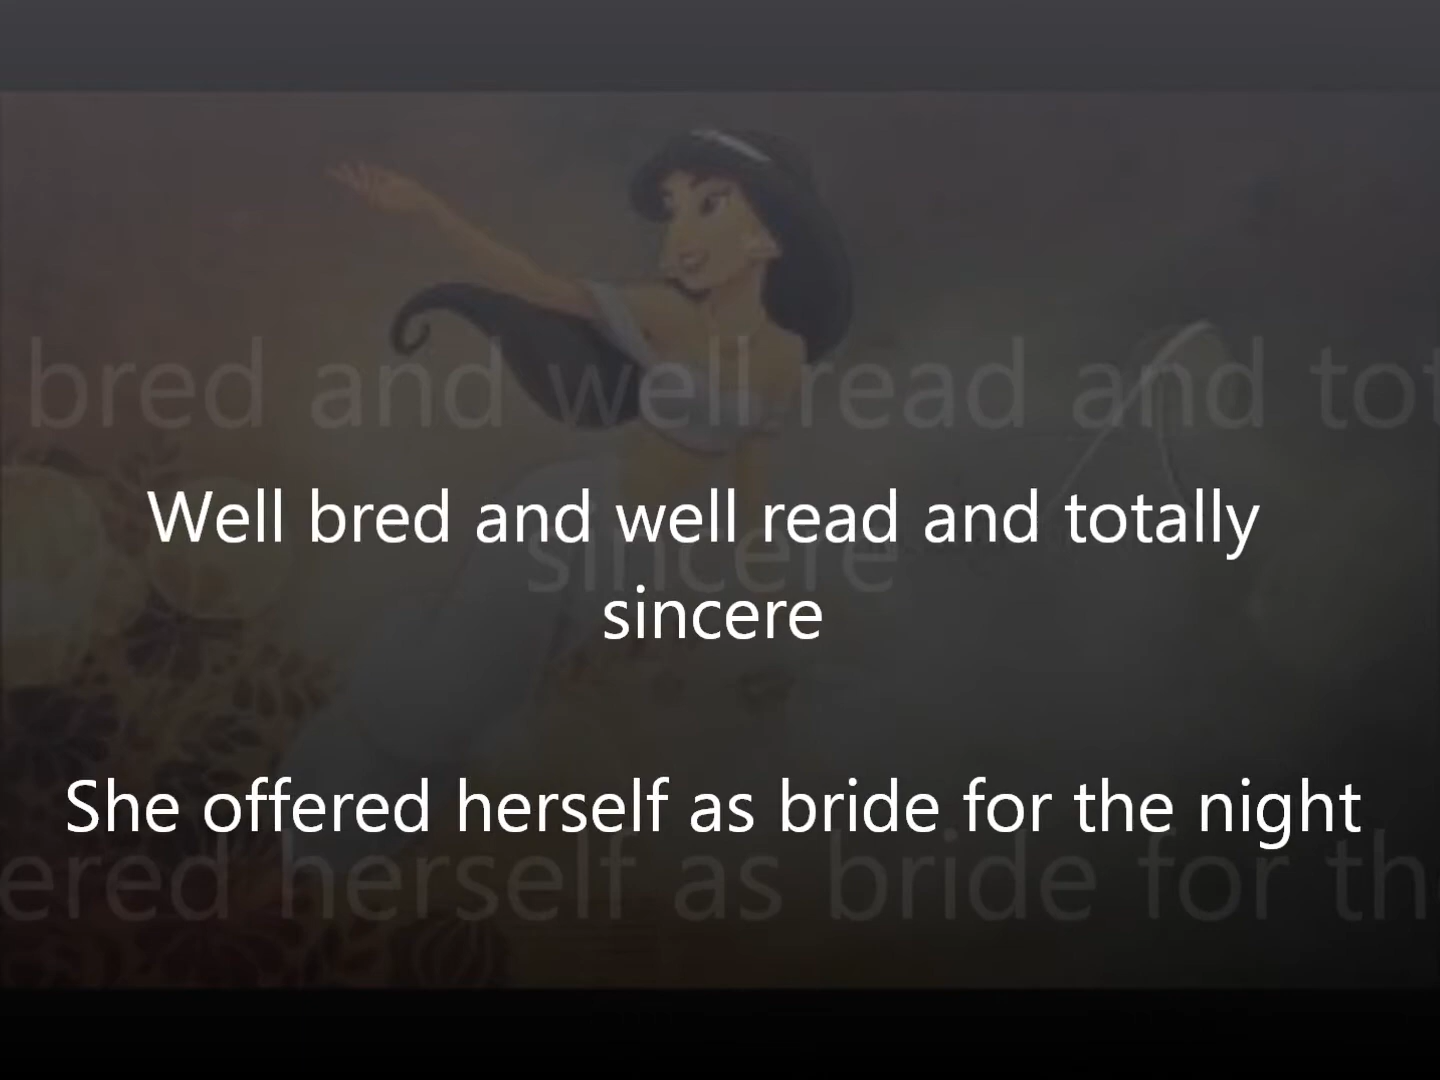 bred and well read and tot
Well bred and well read and totally
sincere
sincere
She offered herself as bride for the night
ered herself as bride for th